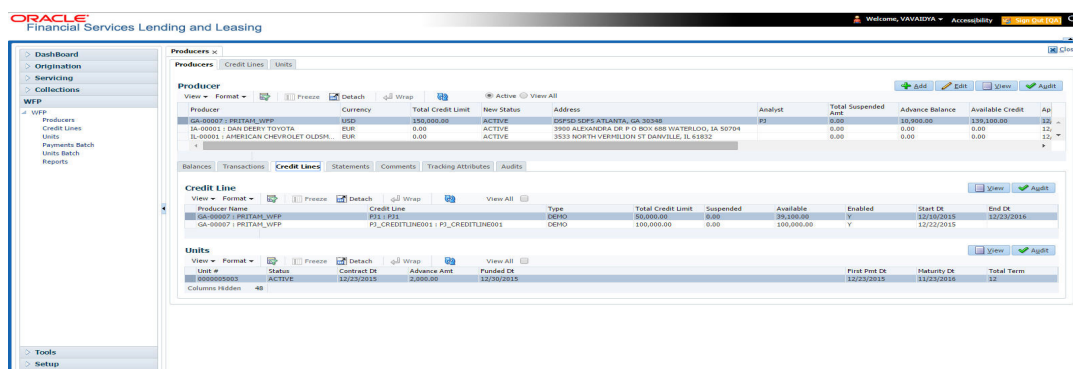 ORACLE
Financial Services Lending and Leasing
Welcome, VAVAIDYA Accessibility Sign Out [QA]
Producers × Close
DashBoard
Origination
Servicing
Collections
WFP
WFP
Producers
Credit Lines
Units
Payments Batch
Units Batch
Reports
Tools
Setup
Producers Credit Lines Units
Producer Add Edit View Audit
View Format Freeze Detach Wrap Active View All
Producer Currency Total Credit Limit New Status Address Analyst Total Suspended Amt Advance Balance Available Credit Ap
GA-00007 : PRITAM_WFP USD 150,000.00 ACTIVE DSFSD SDFS ATLANTA, GA 30348 PJ 0.00 10,900.00 139,100.00 12,
IA-00001 : DAN DEERY TOYOTA EUR 0.00 ACTIVE 3900 ALEXANDRA DR P O BOX 688 WATERLOO, IA 50704 0.00 0.00 0.00 12,
IL-00001 : AMERICAN CHEVROLET OLDSM... EUR 0.00 ACTIVE 3533 NORTH VERMILION ST DANVILLE, IL 61832 0.00 0.00 0.00 12,
Balances Transactions Credit Lines Statements Comments Tracking Attributes Audits
Credit Line View Audit
View Format Freeze Detach Wrap View All
Producer Name Credit Line Type Total Credit Limit Suspended Available Enabled Start Dt End Dt
GA-00007 : PRITAM_WFP PJ1 : PJ1 DEMO 50,000.00 0.00 39,100.00 Y 12/10/2015 12/23/2016
GA-00007 : PRITAM_WFP PJ_CREDITLINE001 : PJ_CREDITLINE001 DEMO 100,000.00 0.00 100,000.00 Y 12/22/2015
Units View Audit
View Format Freeze Detach Wrap View All
Unit # Status Contract Dt Advance Amt Funded Dt First Pmt Dt Maturity Dt Total Term
0000005003 ACTIVE 12/23/2015 2,000.00 12/30/2015 12/23/2015 11/23/2016 12
Columns Hidden 48